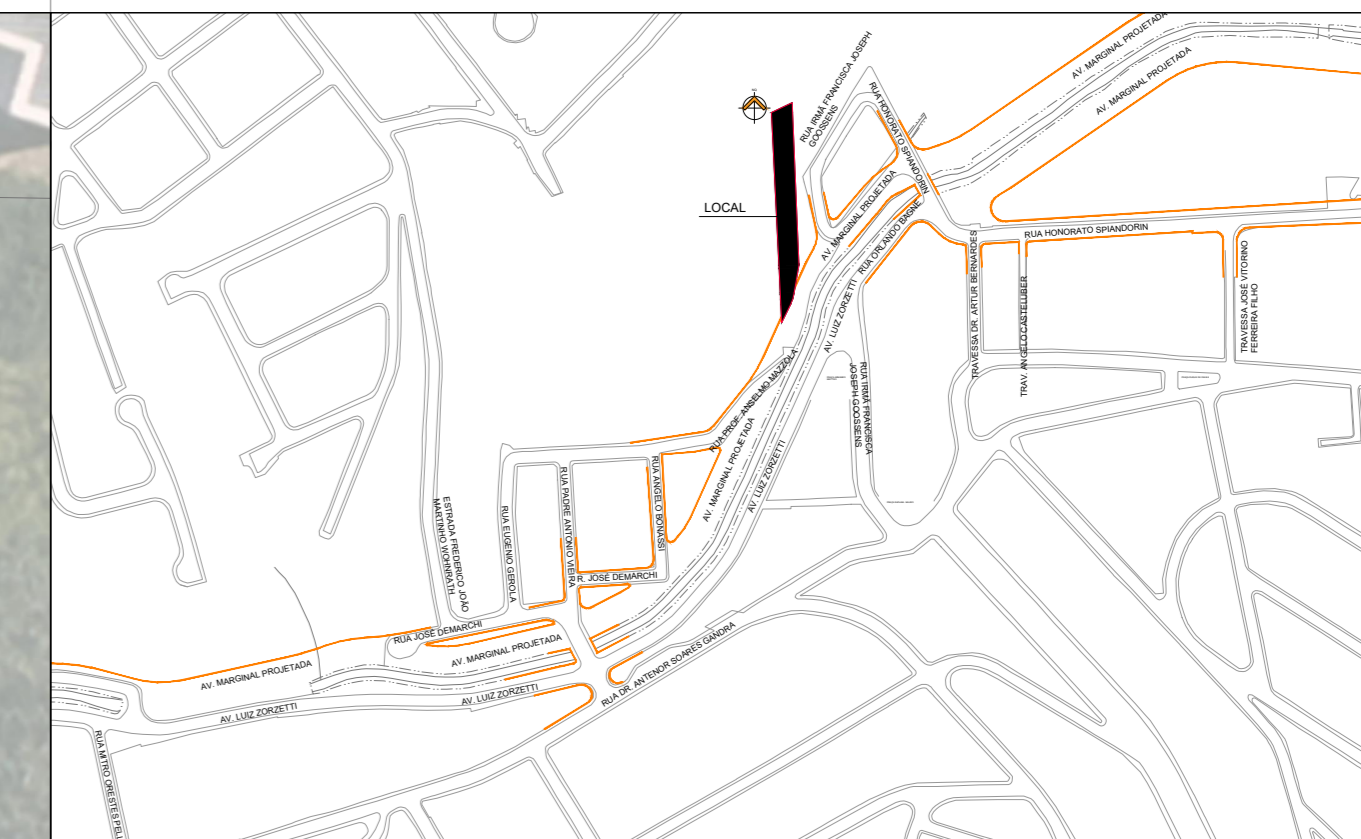 AV. MARGINAL PROJETADA
AV. MARGINAL PROJETADA
RUA IRMÃ FRANCISCA JOSEPH
GOOSSENS
RUA HONORATO SPIANDORIN
LOCAL
AV. MARGINAL PROJETADA
RUA ORLANDO BAGNE
RUA HONORATO SPIANDORIN
TRAVESSA DR. ARTUR BERNARDES
TRAV. ANGELO CASTELUBER
TRAVESSA JOSÉ VITORINO
FERREIRA FILHO
AV. LUIZ ZORZETTI
RUA IRMÃ FRANCISCA
JOSEPH GOOSSENS
RUA PROF. ANSELMO MAZZOLA
AV. MARGINAL PROJETADA
AV. LUIZ ZORZETTI
ESTRADA FREDERICO JOÃO
MARTINHO WOHNRATH
RUA EUGENIO GEROLA
RUA PADRE ANTONIO VIEIRA
RUA ANGELO BONASSI
R. JOSÉ DEMARCHI
RUA JOSÉ DEMARCHI
AV. MARGINAL PROJETADA
AV. MARGINAL PROJETADA
AV. LUIZ ZORZETTI
AV. LUIZ ZORZETTI
RUA DR. ANTENOR SOARES GANDRA
RUA MITRO ORESTES PELI